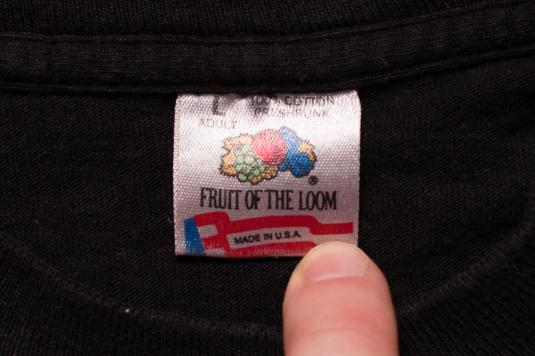 L 100% COTTON
ADULT PRESHRUNK
®
FRUIT OF THE LOOM
MADE IN U.S.A.